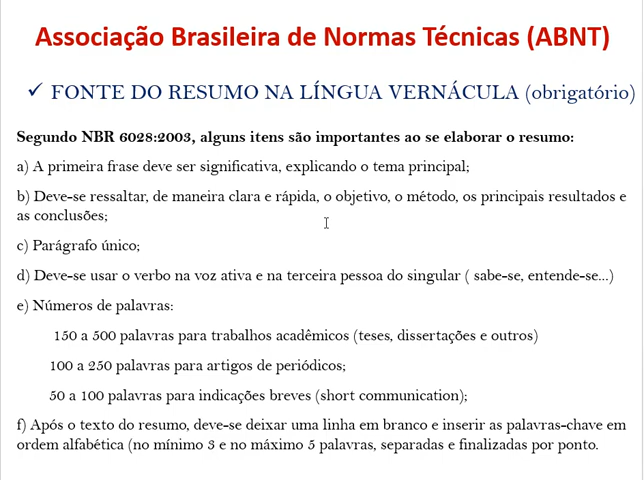 Associação Brasileira de Normas Técnicas (ABNT)
✓ FONTE DO RESUMO NA LÍNGUA VERNÁCULA (obrigatório)
Segundo NBR 6028:2003, alguns itens são importantes ao se elaborar o resumo:
a) A primeira frase deve ser significativa, explicando o tema principal;
b) Deve-se ressaltar, de maneira clara e rápida, o objetivo, o método, os principais resultados e
as conclusões;
c) Parágrafo único;
d) Deve-se usar o verbo na voz ativa e na terceira pessoa do singular ( sabe-se, entende-se...)
e) Números de palavras:
150 a 500 palavras para trabalhos acadêmicos (teses, dissertações e outros)
100 a 250 palavras para artigos de periódicos;
50 a 100 palavras para indicações breves (short communication);
f) Após o texto do resumo, deve-se deixar uma linha em branco e inserir as palavras-chave em
ordem alfabética (no mínimo 3 e no máximo 5 palavras, separadas e finalizadas por ponto.